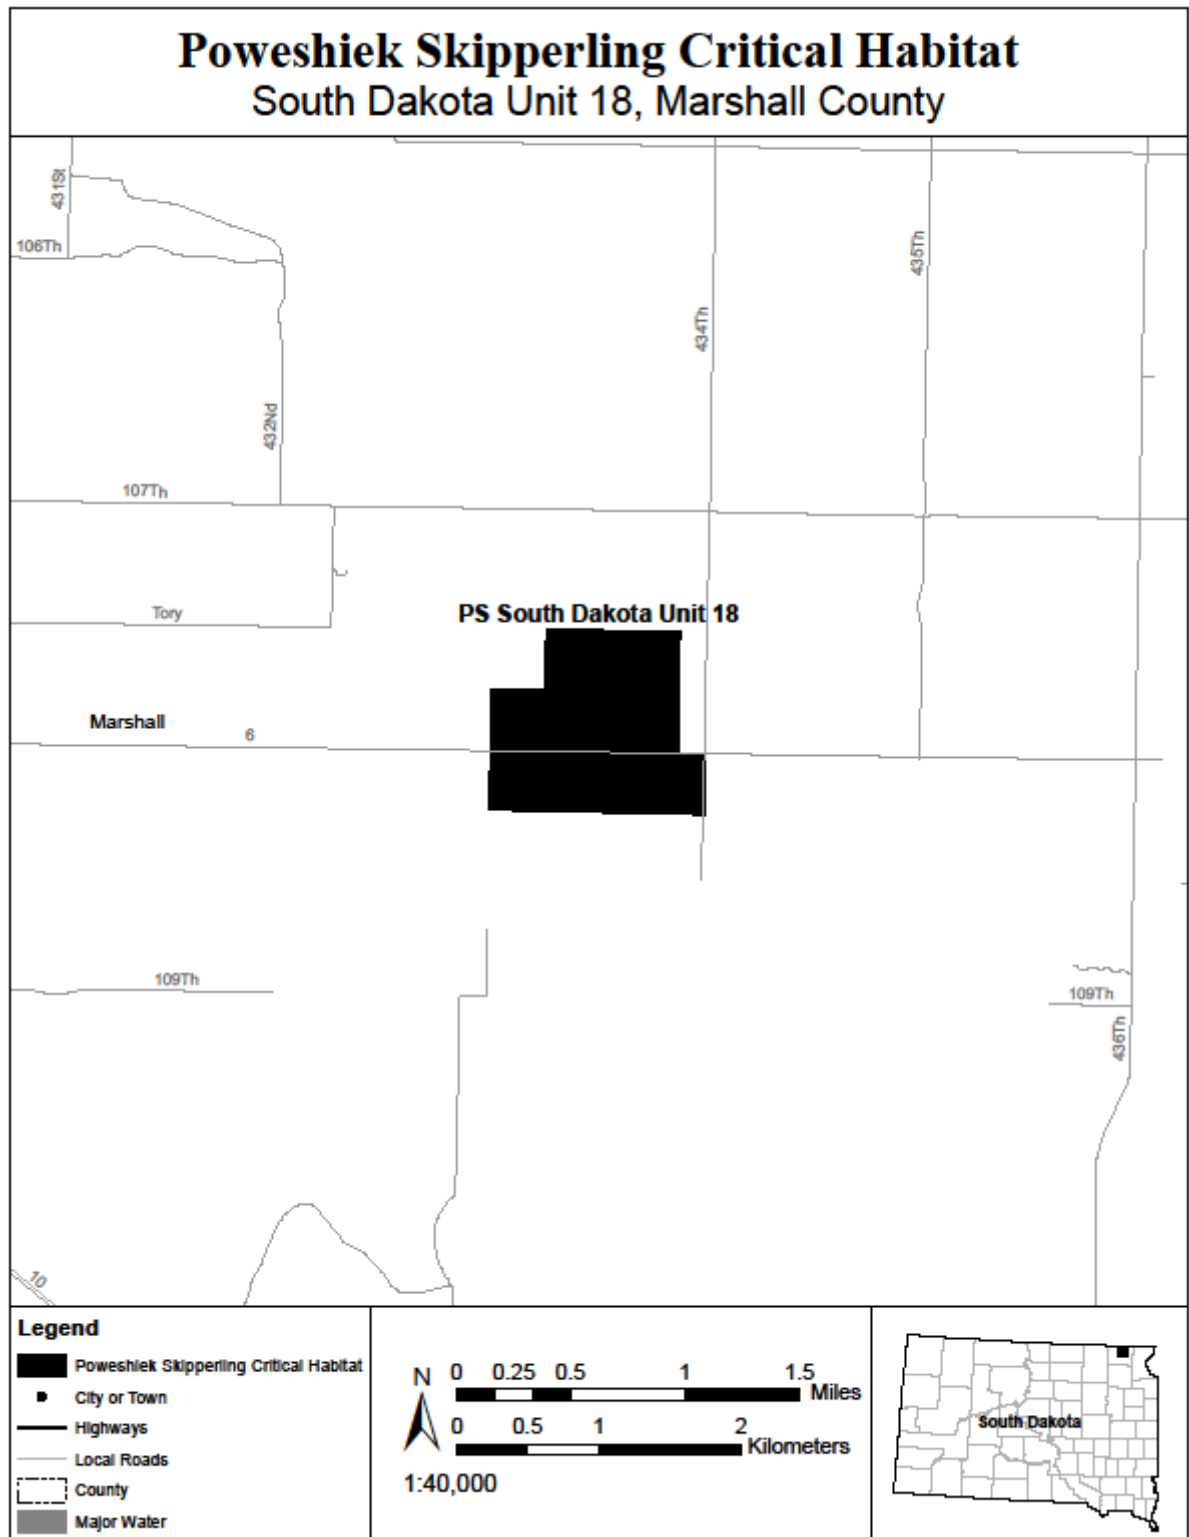 Poweshiek Skipperling Critical Habitat
South Dakota Unit 18, Marshall County
431St
106Th
435Th
434Th
432Nd
107Th
Tory
PS South Dakota Unit 18
Marshall
6
109Th
109Th
436Th
10
Legend
Poweshiek Skipperling Critical Habitat
City or Town
Highways
Local Roads
County
Major Water
N
0 0.25 0.5 1 1.5
Miles
0 0.5 1 2
Kilometers
1:40,000
South Dakota